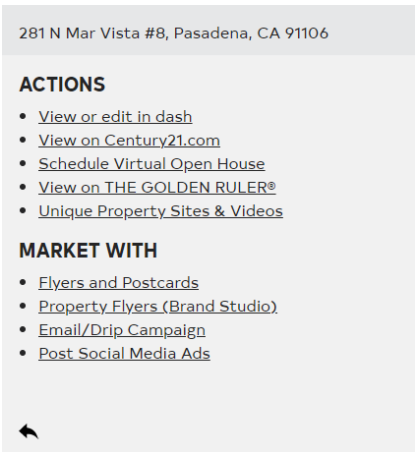 281 N Mar Vista #8, Pasadena, CA 91106
ACTIONS
• View or edit in dash
• View on Century21.com
• Schedule Virtual Open House
• View on THE GOLDEN RULER®
• Unique Property Sites & Videos
MARKET WITH
• Flyers and Postcards
• Property Flyers (Brand Studio)
• Email/Drip Campaign
• Post Social Media Ads